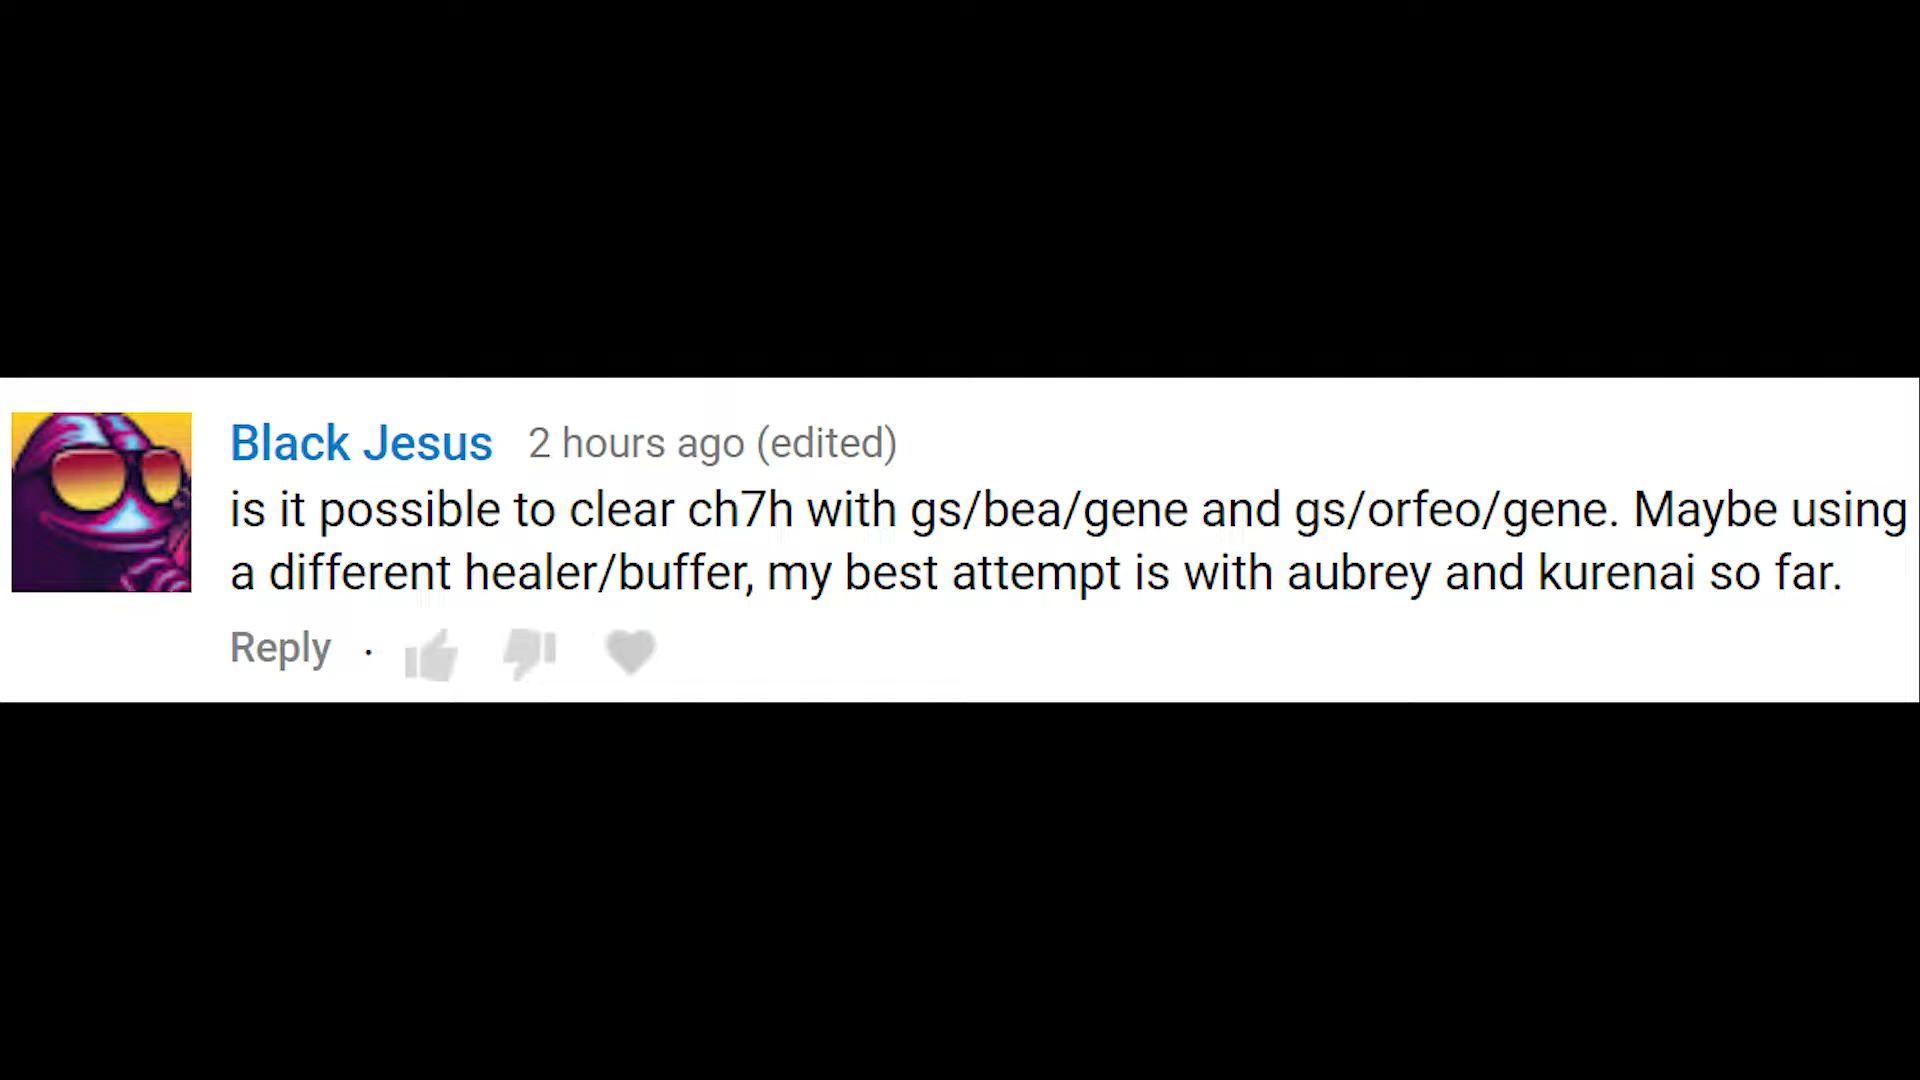 Black Jesus 2 hours ago (edited)
is it possible to clear ch7h with gs/bea/gene and gs/orfeo/gene. Maybe using
a different healer/buffer, my best attempt is with aubrey and kurenai so far.
Reply ·